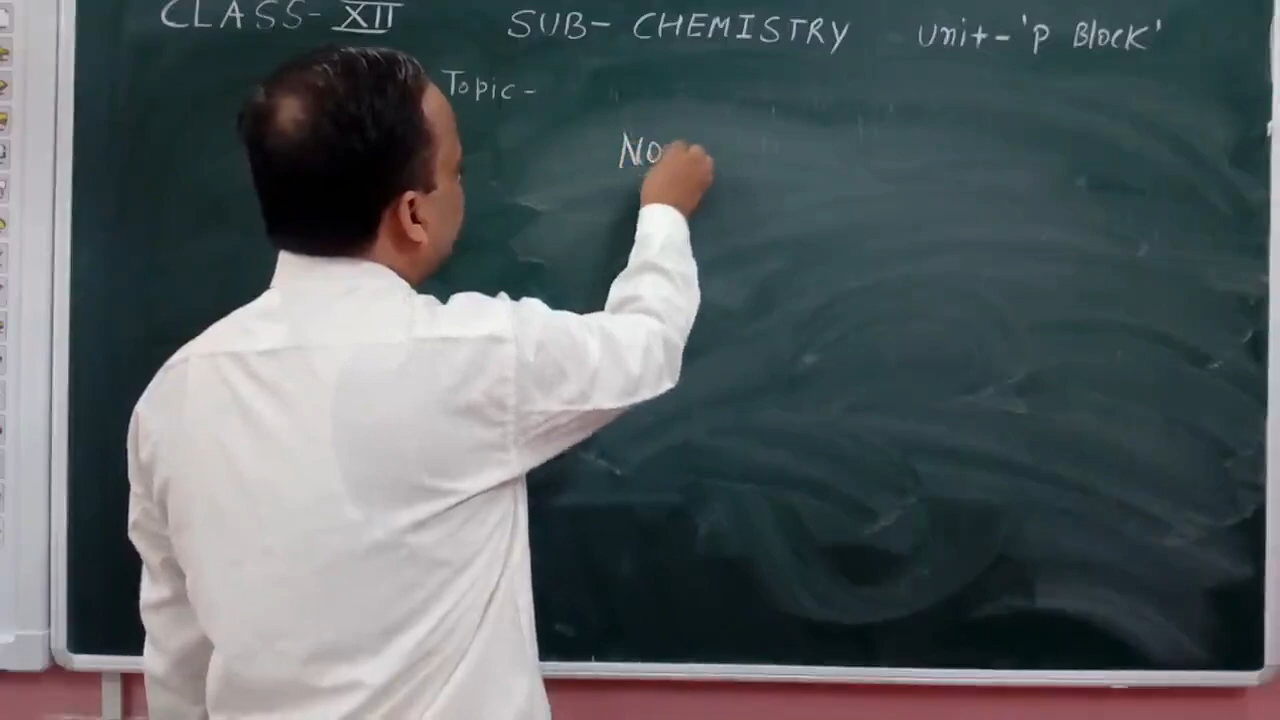 CLASS- XII SUB- CHEMISTRY Unit- 'P Block'
Topic -
No